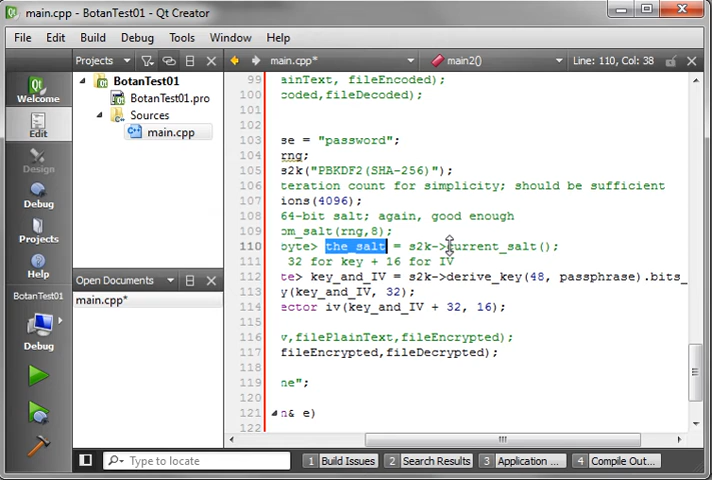 main.cpp - BotanTest01 - Qt Creator
File Edit Build Debug Tools Window Help
Projects main.cpp* main2() Line: 110, Col: 38
Welcome
Edit
Design
Debug
Projects
Help
BotanTest01
Debug
BotanTest01
BotanTest01.pro
Sources
main.cpp
Open Documents
main.cpp*
99 ainText, fileEncoded);
100 coded,fileDecoded);
101
102
103 se = "password";
104 rng;
105 s2k("PBKDF2(SHA-256)");
106 teration count for simplicity; should be sufficient
107 ions(4096);
108 64-bit salt; again, good enough
109 om_salt(rng,8);
110 byte> the_salt = s2k->current_salt();
111 32 for key + 16 for IV
112 te> key_and_IV = s2k->derive_key(48, passphrase).bits_
113 y(key_and_IV, 32);
114 ector iv(key_and_IV + 32, 16);
115
116 v,filePlainText,fileEncrypted);
117 fileEncrypted,fileDecrypted);
118
119 ne";
120
121 n& e)
122
Type to locate 1 Build Issues 2 Search Results 3 Application ... 4 Compile Out...